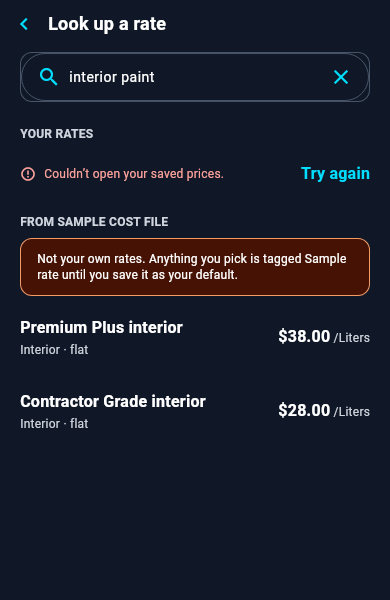 Look up a rate
interior paint
YOUR RATES
Couldn't open your saved prices.
Try again
FROM SAMPLE COST FILE
Not your own rates. Anything you pick is tagged Sample
rate until you save it as your default.
Premium Plus interior
$38.00 /Liters
Interior · flat
Contractor Grade interior
$28.00 /Liters
Interior · flat